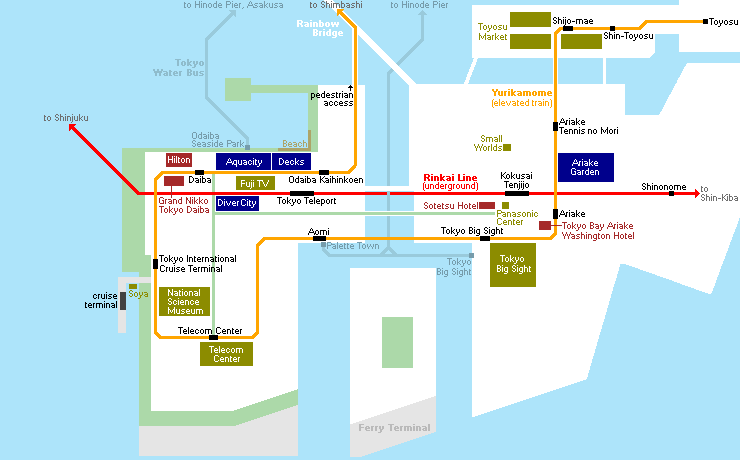 to Hinode Pier, Asakusa
to Shimbashi
to Hinode Pier
Rainbow
Bridge
Toyosu
Market
Shijo-mae
Shin-Toyosu
Toyosu
Tokyo
Water Bus
pedestrian
access
Yurikamome
(elevated train)
to Shinjuku
Odaiba
Seaside Park
Beach
Ariake
Tennis no Mori
Small
Worlds
Hilton
Aquacity
Decks
Ariake
Garden
Daiba
Odaiba Kaihinkoen
Fuji TV
Rinkai Line
(underground)
Kokusai
Tenjijo
Shinonome
to
Shin-Kiba
Grand Nikko
Tokyo Daiba
DiverCity
Tokyo Teleport
Sotetsu Hotel
Panasonic
Center
Ariake
Tokyo Bay Ariake
Washington Hotel
Aomi
Palette Town
Tokyo Big Sight
Tokyo International
Cruise Terminal
Tokyo
Big Sight
Tokyo
Big Sight
Soya
cruise
terminal
National
Science
Museum
Telecom Center
Telecom
Center
Ferry Terminal